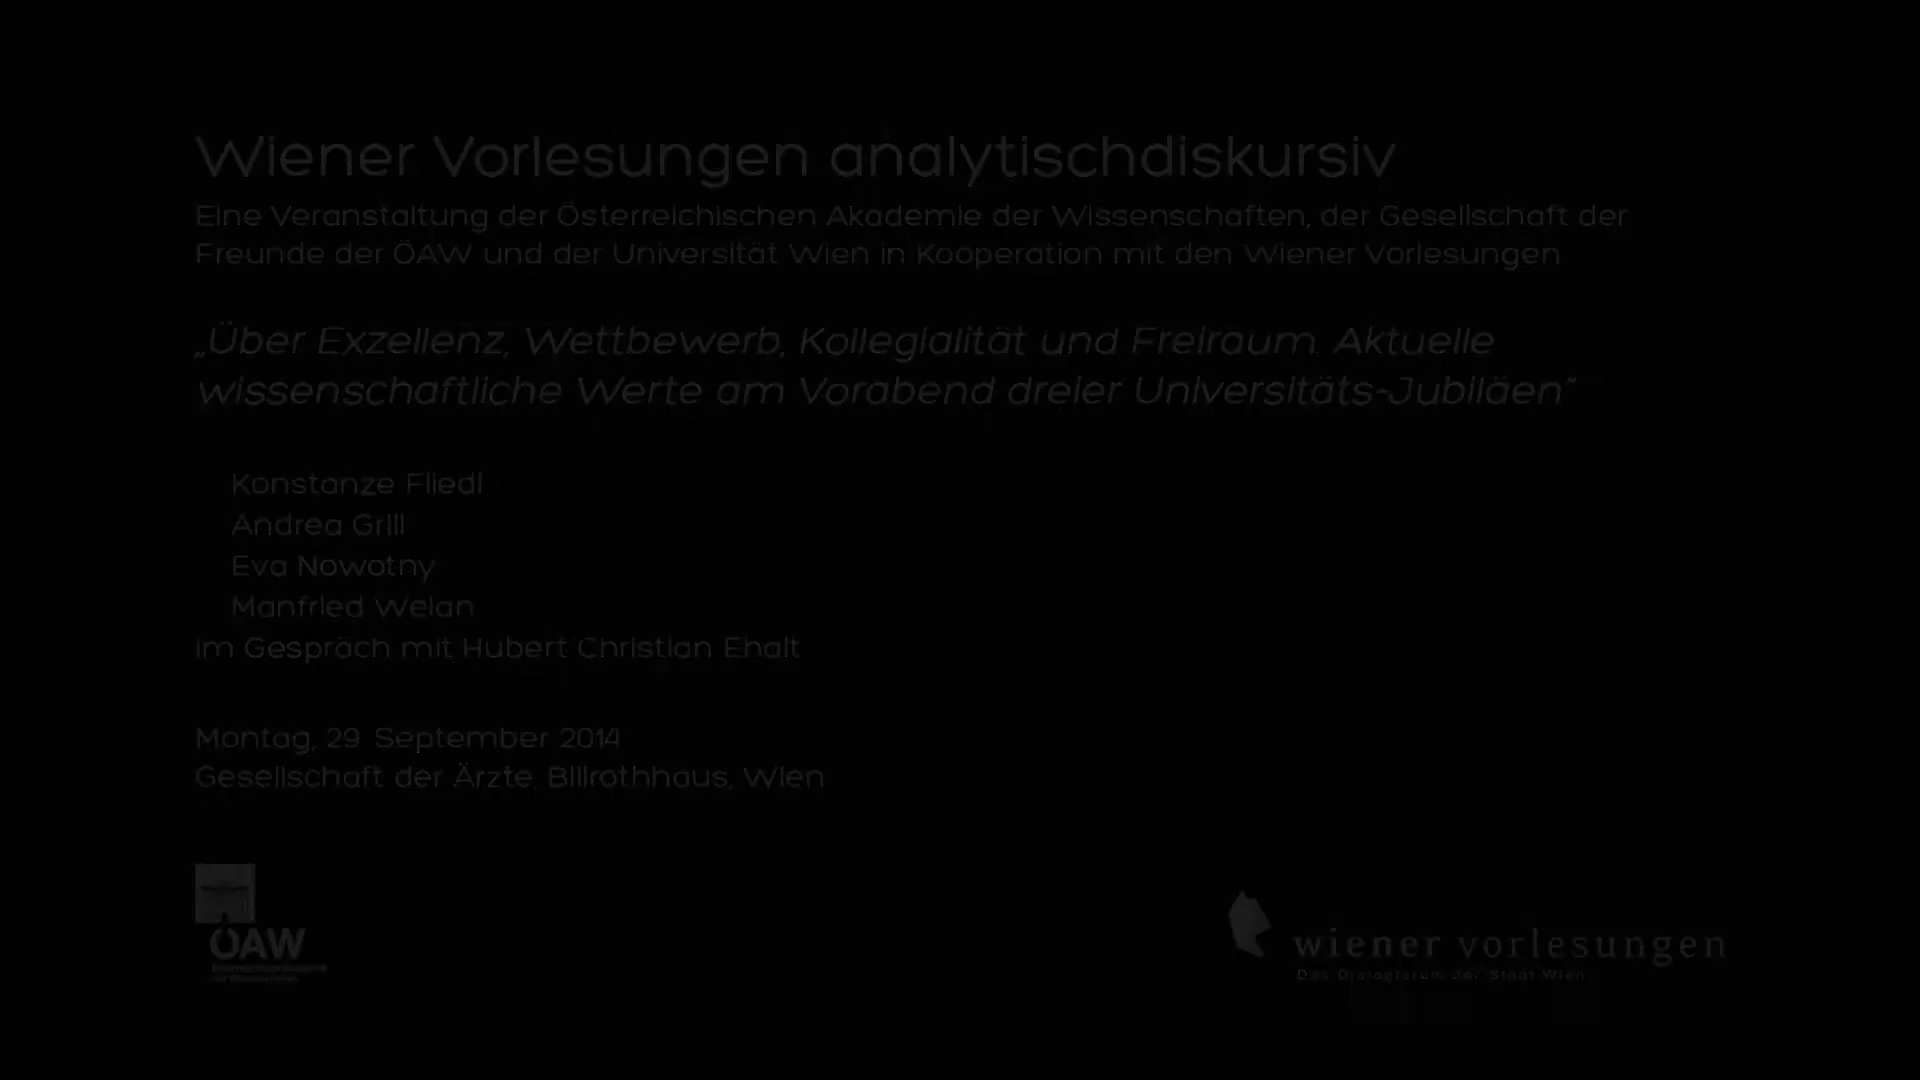 Wiener Vorlesungen analytischdiskursiv
Eine Veranstaltung der Österreichischen Akademie der Wissenschaften, der Gesellschaft der
Freunde der ÖAW und der Universität Wien in Kooperation mit den Wiener Vorlesungen
„Über Exzellenz, Wettbewerb, Kollegialität und Freiraum. Aktuelle
wissenschaftliche Werte am Vorabend dreier Universitäts-Jubiläen“
Konstanze Fliedl
Andrea Grill
Eva Nowotny
Manfried Welan
im Gespräch mit Hubert Christian Ehalt
Montag, 29. September 2014
Gesellschaft der Ärzte, Billrothhaus, Wien
ÖAW
wiener vorlesungen
Das Dialogforum der Stadt Wien